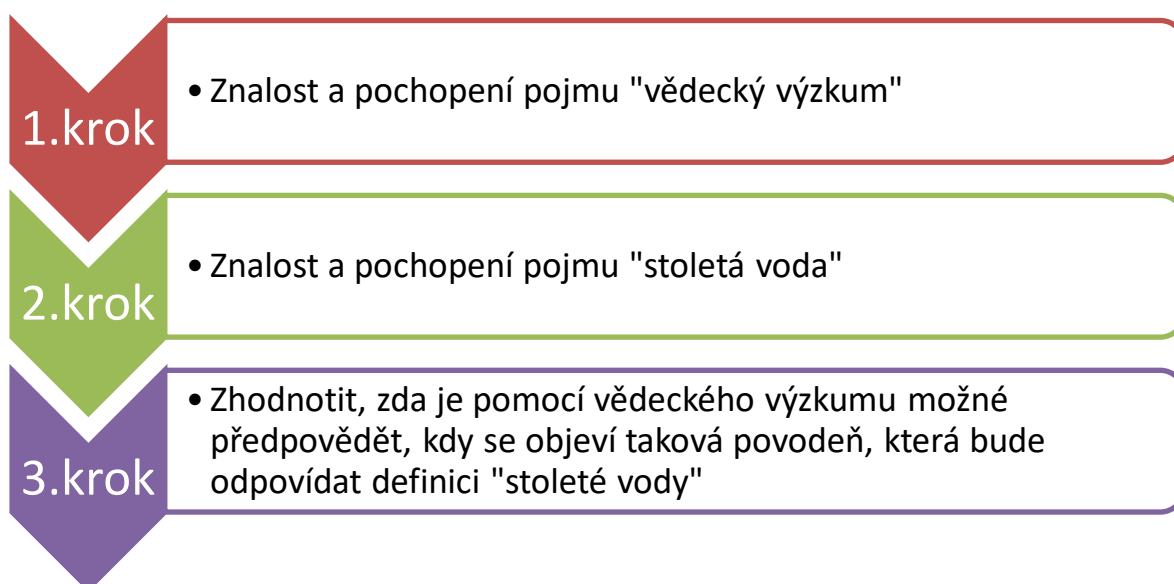 1.krok
• Znalost a pochopení pojmu "vědecký výzkum"
2.krok
• Znalost a pochopení pojmu "stoletá voda"
3.krok
• Zhodnotit, zda je pomocí vědeckého výzkumu možné
předpovědět, kdy se objeví taková povodeň, která bude
odpovídat definici "stoleté vody"